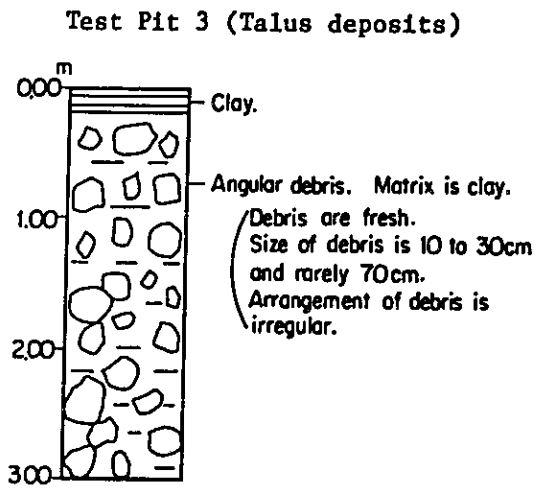 Test Pit 3 (Talus deposits)
m
0.00
Clay.
Angular debris. Matrix is clay.
1.00
Debris are fresh.
Size of debris is 10 to 30cm
and rarely 70cm.
Arrangement of debris is
irregular.
2.00
3.00